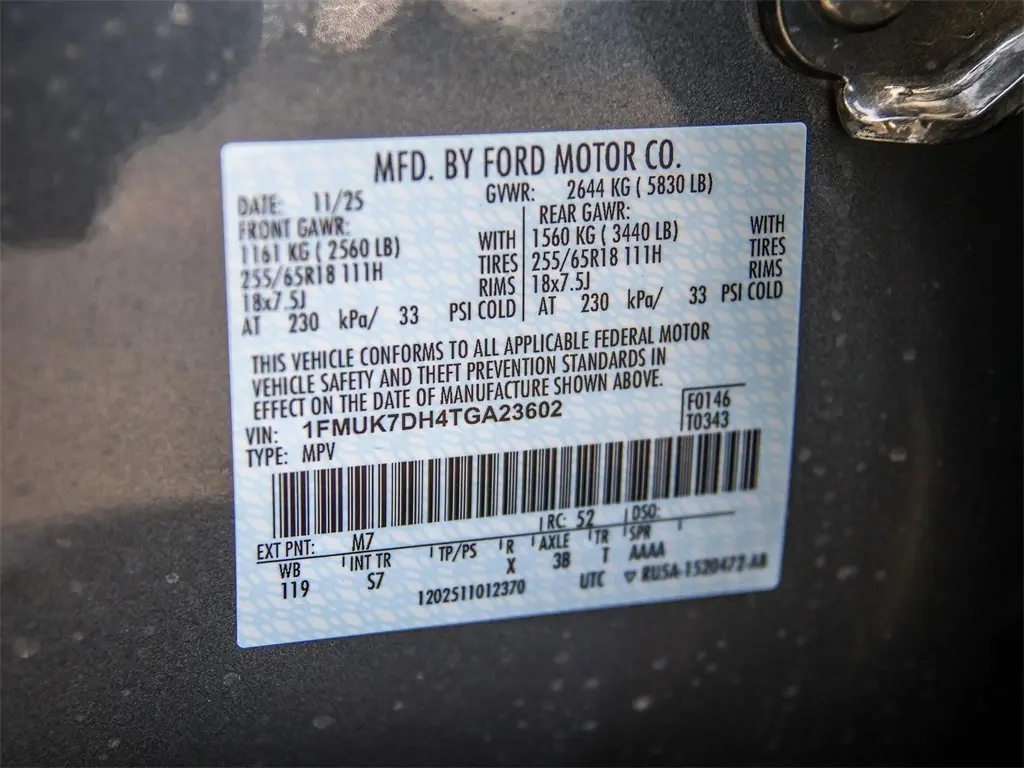 MFD. BY FORD MOTOR CO.
DATE: 11/25 GVWR: 2644 KG ( 5830 LB)
FRONT GAWR: REAR GAWR:
1161 KG ( 2560 LB) WITH 1560 KG ( 3440 LB) WITH
255/65R18 111H TIRES 255/65R18 111H TIRES
18x7.5J RIMS 18x7.5J RIMS
AT 230 kPa/ 33 PSI COLD AT 230 kPa/ 33 PSI COLD
THIS VEHICLE CONFORMS TO ALL APPLICABLE FEDERAL MOTOR
VEHICLE SAFETY AND THEFT PREVENTION STANDARDS IN
EFFECT ON THE DATE OF MANUFACTURE SHOWN ABOVE.
VIN: 1FMUK7DH4TGA23602 F0146
TYPE: MPV T0343
EXT PNT: M7 RC: 52 DSO:
WB INT TR TP/PS R AXLE TR SPR
119 S7 X 3B T AAAA
1202511012370 UTC ▽ RUSA-1520472-AB